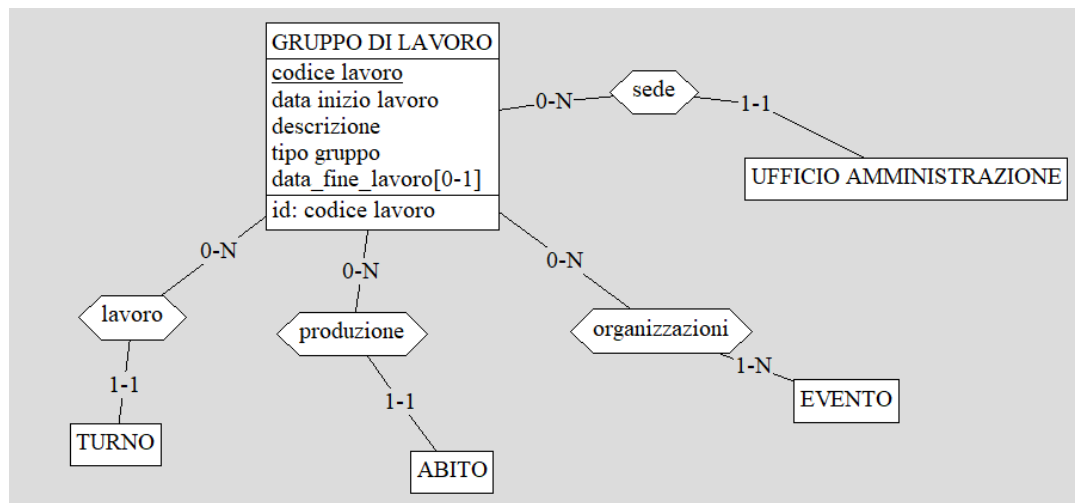 GRUPPO DI LAVORO
codice lavoro
data inizio lavoro
descrizione
tipo gruppo
data_fine_lavoro[0-1]
id: codice lavoro
0-N
sede
1-1
UFFICIO AMMINISTRAZIONE
0-N
lavoro
1-1
TURNO
0-N
produzione
1-1
ABITO
0-N
organizzazioni
1-N
EVENTO